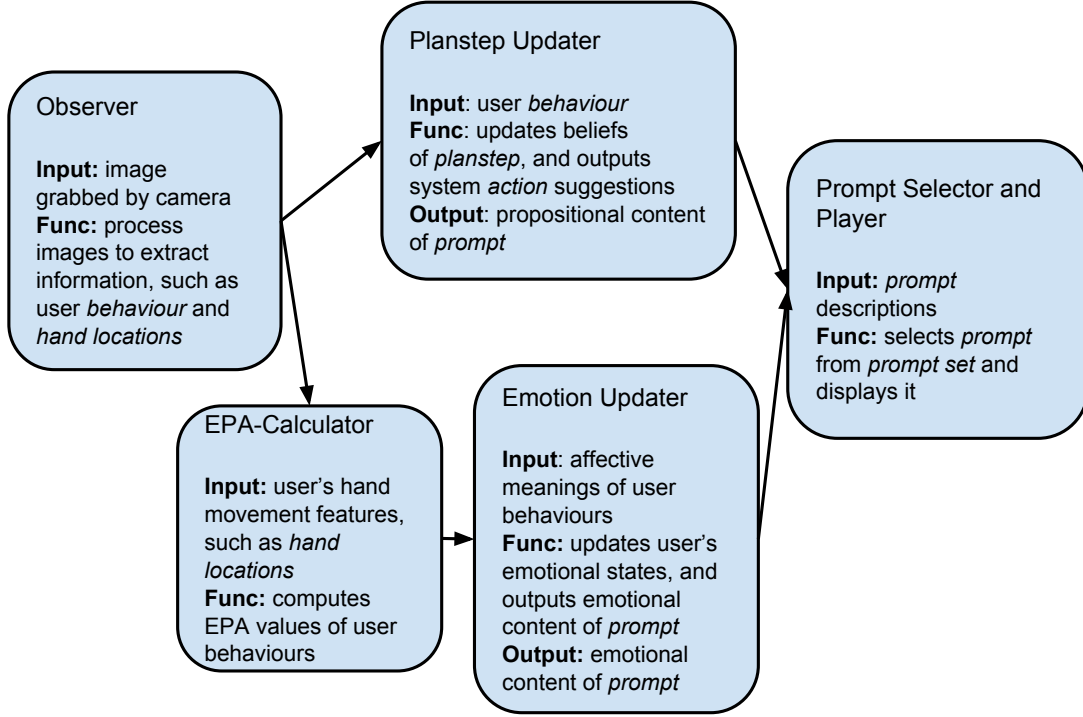 Observer
Input: image
grabbed by camera
Func: process
images to extract
information, such as
user behaviour and
hand locations
Planstep Updater
Input: user behaviour
Func: updates beliefs
of planstep, and outputs
system action suggestions
Output: propositional content
of prompt
EPA-Calculator
Input: user's hand
movement features,
such as hand
locations
Func: computes
EPA values of user
behaviours
Emotion Updater
Input: affective
meanings of user
behaviours
Func: updates user's
emotional states, and
outputs emotional
content of prompt
Output: emotional
content of prompt
Prompt Selector and
Player
Input: prompt
descriptions
Func: selects prompt
from prompt set and
displays it